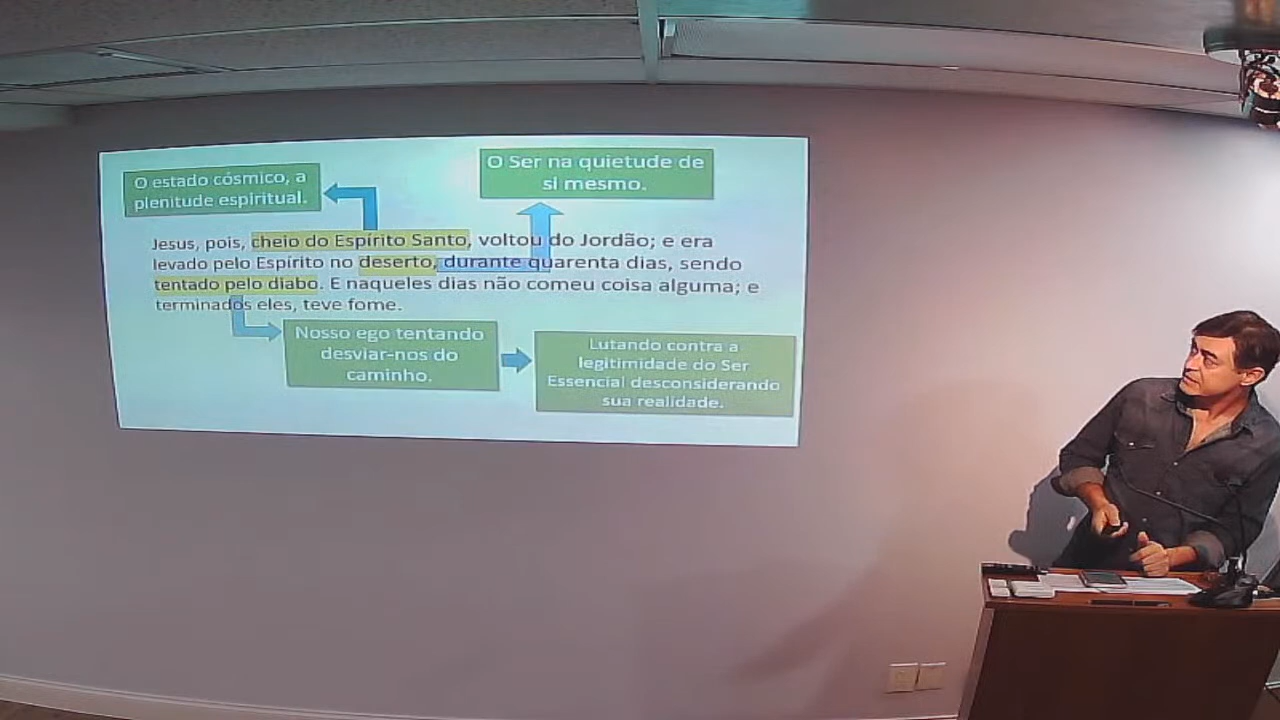 O estado cósmico, a
plenitude espiritual.
O Ser na quietude de
si mesmo.
Jesus, pois, cheio do Espírito Santo, voltou do Jordão; e era
levado pelo Espírito no deserto, durante quarenta dias, sendo
tentado pelo diabo. E naqueles dias não comeu coisa alguma; e
terminados eles, teve fome.
Nosso ego tentando
desviar-nos do
caminho.
Lutando contra a
legitimidade do Ser
Essencial desconsiderando
sua realidade.